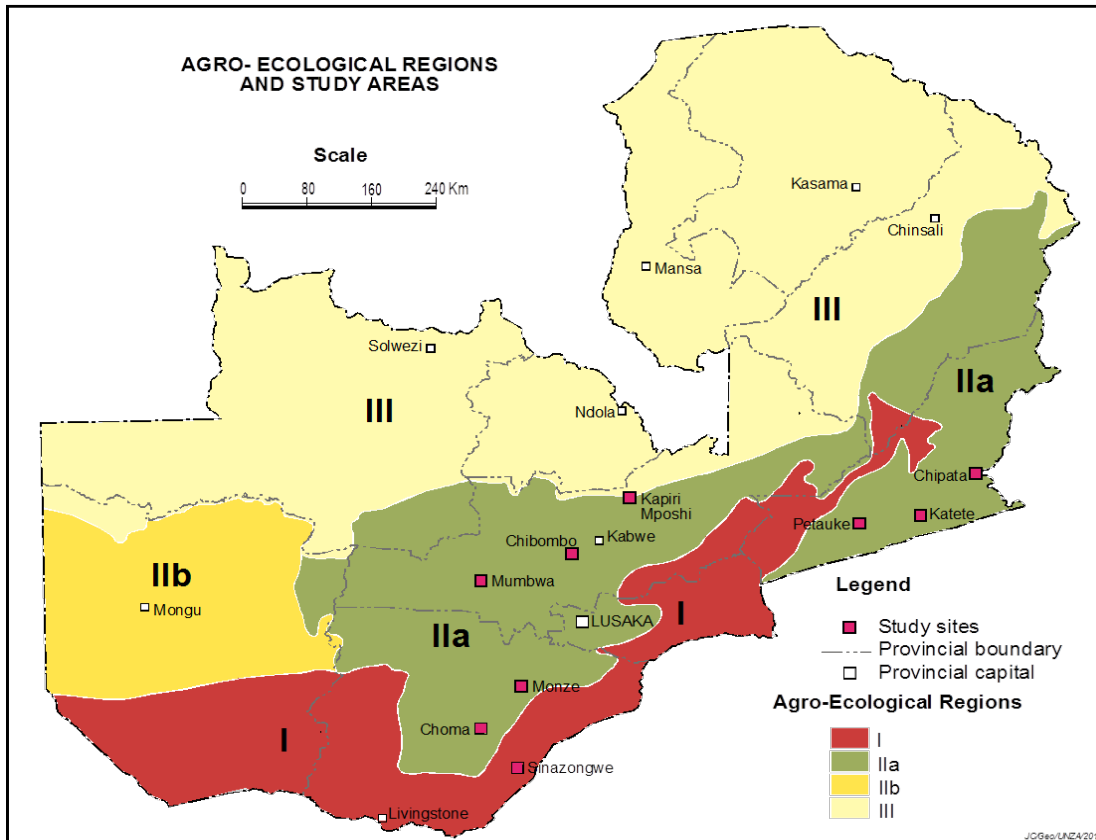 AGRO- ECOLOGICAL REGIONS
AND STUDY AREAS
Scale
0 80 160 240 Km
Kasama
Chinsali
Mansa
III
Solwezi
IIa
III
Ndola
Chipata
Kapiri
Mposhi
Katete
Petauke
Kabwe
Chibombo
IIb
Mumbwa
Mongu
I
LUSAKA
IIa
Monze
Choma
I
Sinazongwe
Livingstone
Legend
Study sites
Provincial boundary
Provincial capital
Agro-Ecological Regions
I
IIa
IIb
III